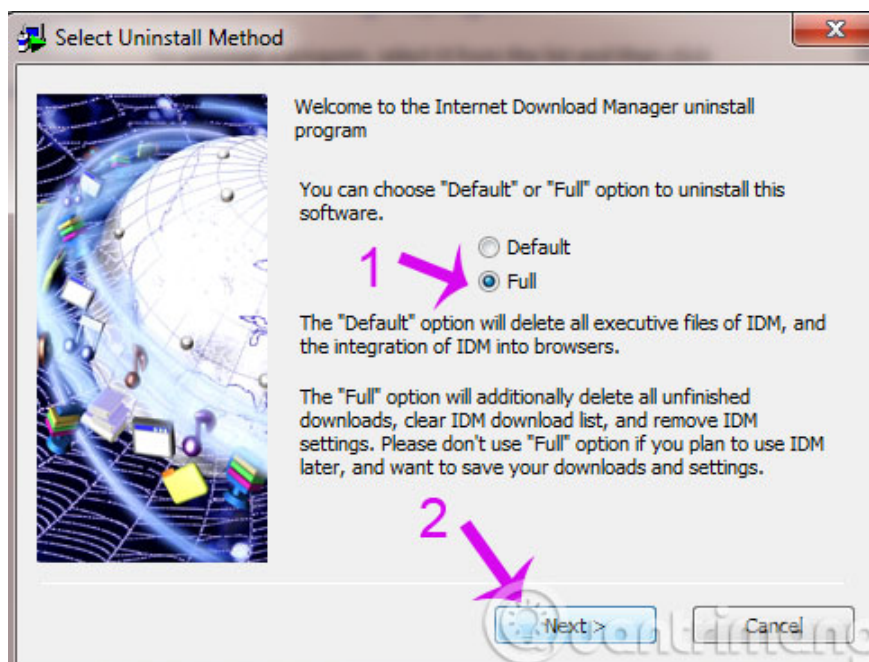 Select Uninstall Method
Welcome to the Internet Download Manager uninstall
program
You can choose "Default" or "Full" option to uninstall this
software.
Default
1
Full
The "Default" option will delete all executive files of IDM, and
the integration of IDM into browsers.
The "Full" option will additionally delete all unfinished
downloads, clear IDM download list, and remove IDM
settings. Please don't use "Full" option if you plan to use IDM
later, and want to save your downloads and settings.
2
Next >
Cancel
uantrimang